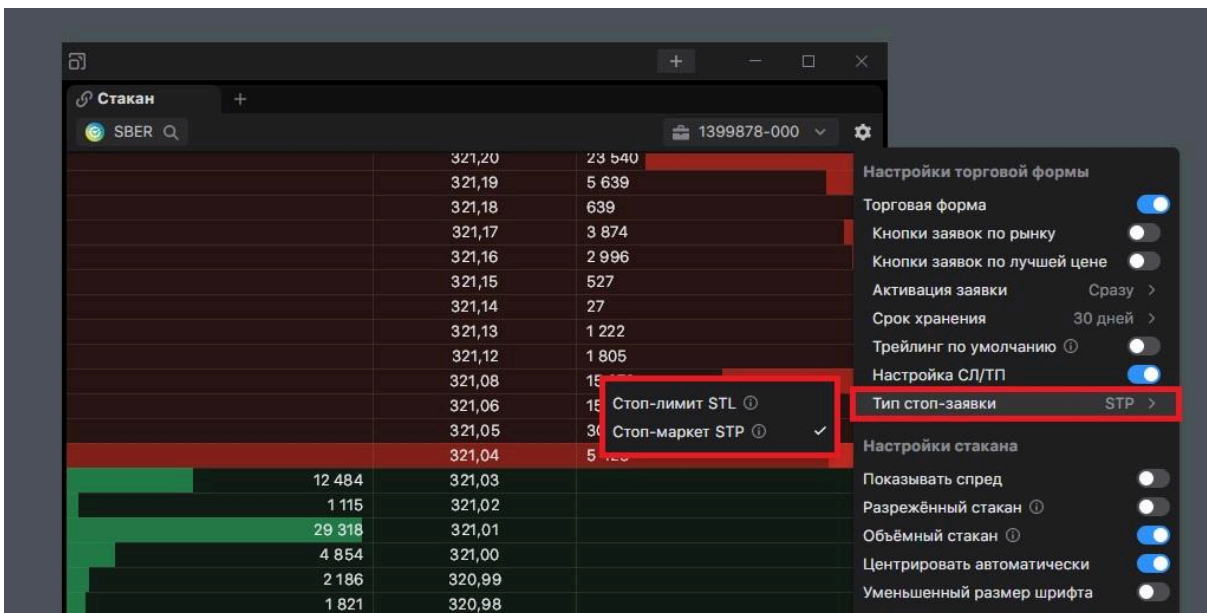 Стакан
SBER
1399878-000
321,20 23 540
321,19 5 639
321,18 639
321,17 3 874
321,16 2 996
321,15 527
321,14 27
321,13 1 222
321,12 1 805
321,08
321,06
321,05
321,04
12 484 321,03
1 115 321,02
29 318 321,01
4 854 321,00
2 186 320,99
1 821 320,98
Стоп-лимит STL
Стоп-маркет STP
Настройки торговой формы
Торговая форма
Кнопки заявок по рынку
Кнопки заявок по лучшей цене
Активация заявки Сразу
Срок хранения 30 дней
Трейлинг по умолчанию
Настройка СЛ/ТП
Тип стоп-заявки STP
Настройки стакана
Показывать спред
Разрежённый стакан
Объёмный стакан
Центрировать автоматически
Уменьшенный размер шрифта